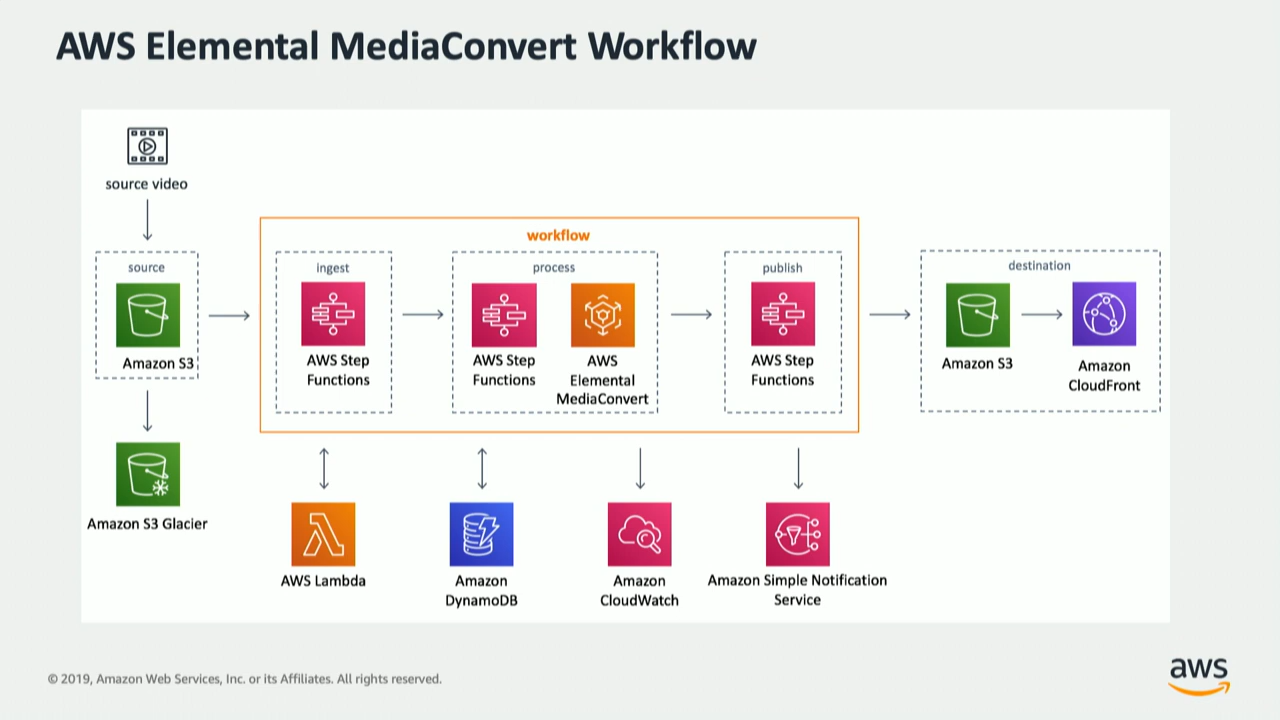 AWS Elemental MediaConvert Workflow
source video
workflow
source
ingest
process
publish
destination
Amazon S3
AWS Step
Functions
AWS Step
Functions
AWS
Elemental
MediaConvert
AWS Step
Functions
Amazon S3
Amazon
CloudFront
Amazon S3 Glacier
AWS Lambda
Amazon
DynamoDB
Amazon
CloudWatch
Amazon Simple Notification
Service
© 2019, Amazon Web Services, Inc. or its Affiliates. All rights reserved.
aws